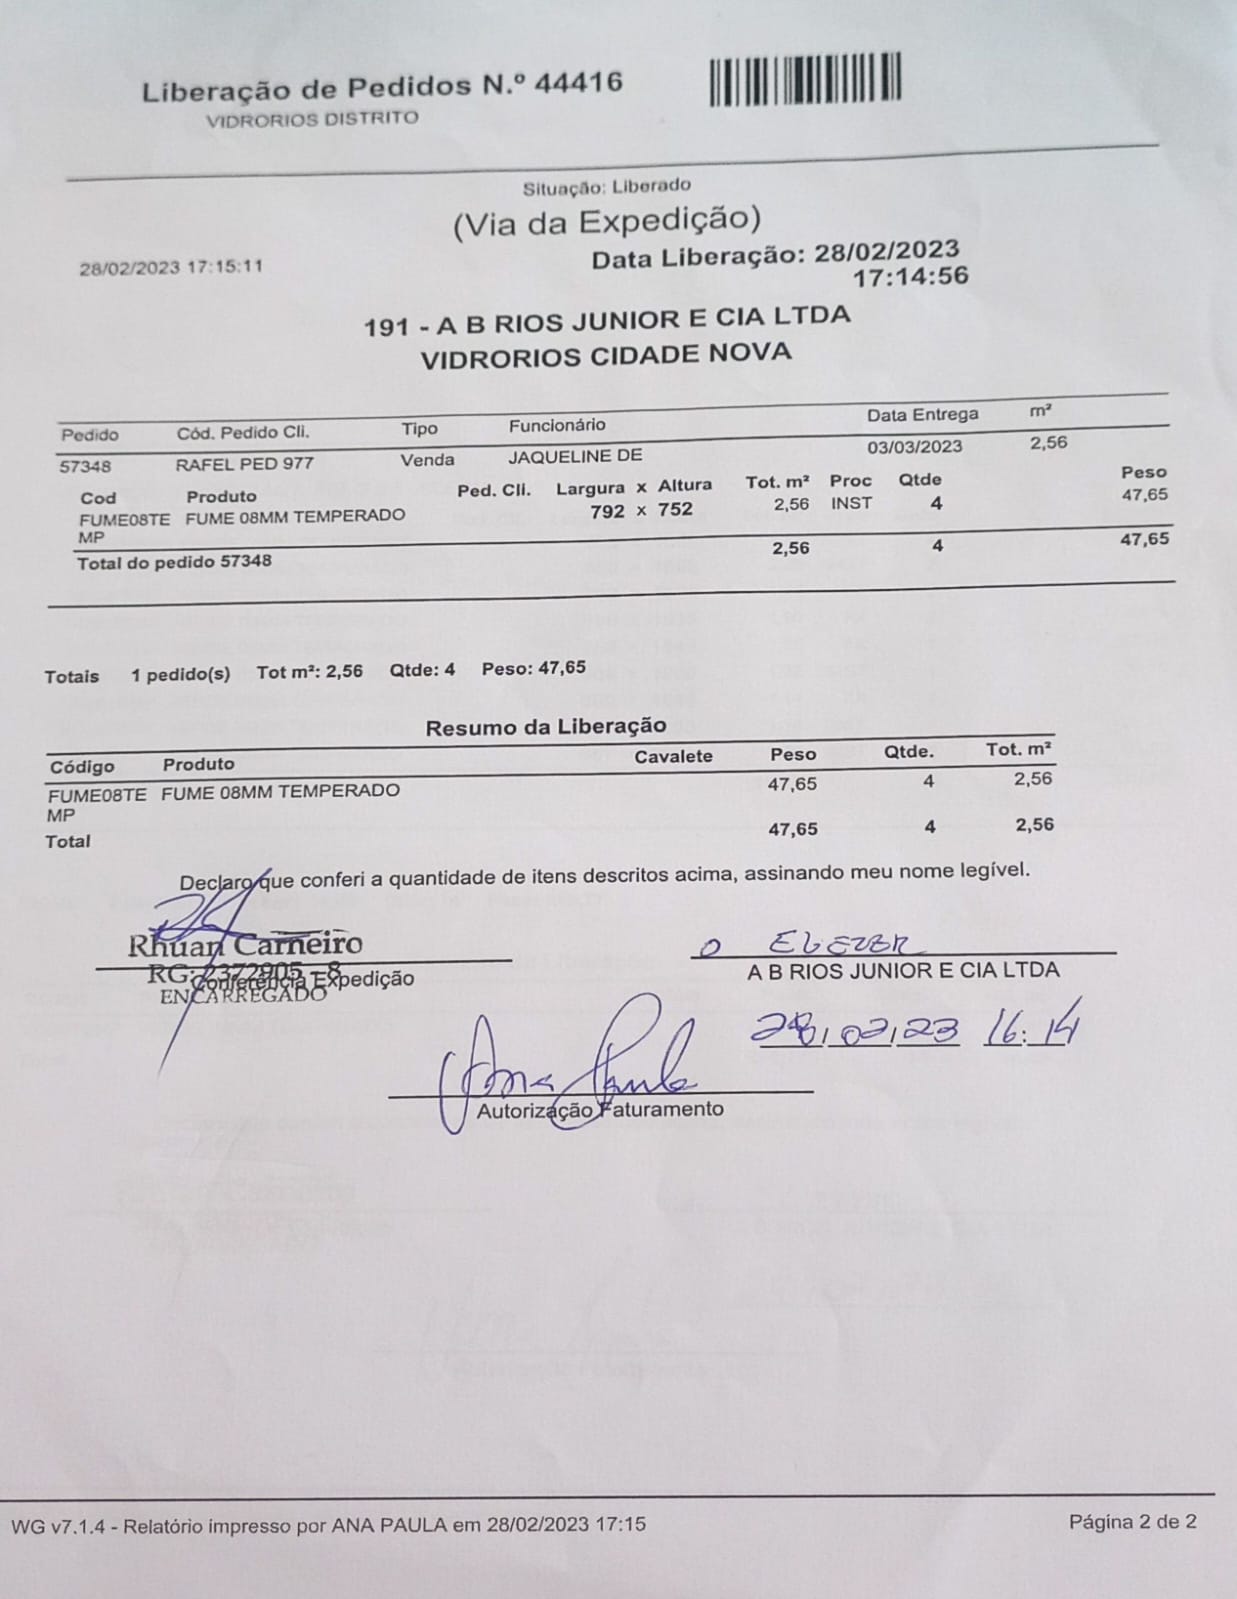 Liberação de Pedidos N.º 44416
VIDRORIOS DISTRITO
Situação: Liberado
(Via da Expedição)
28/02/2023 17:15:11
Data Liberação: 28/02/2023
17:14:56
191 - A B RIOS JUNIOR E CIA LTDA
VIDRORIOS CIDADE NOVA
Pedido Cód. Pedido Cli. Tipo Funcionário Data Entrega m²
57348 RAFEL PED 977 Venda JAQUELINE DE 03/03/2023 2,56
Cod Produto Ped. Cli. Largura x Altura Tot. m² Proc Qtde Peso
FUME08TE FUME 08MM TEMPERADO 792 x 752 2,56 INST 4 47,65
MP
Total do pedido 57348 2,56 4 47,65
Totais 1 pedido(s) Tot m²: 2,56 Qtde: 4 Peso: 47,65
Resumo da Liberação
Código Produto Cavalete Peso Qtde. Tot. m²
FUME08TE FUME 08MM TEMPERADO 47,65 4 2,56
MP
Total 47,65 4 2,56
Declaro que conferi a quantidade de itens descritos acima, assinando meu nome legível.
Rhuan Carneiro
RG: 2372905 - 8
Conferência Expedição
ENCARREGADO
A B RIOS JUNIOR E CIA LTDA
28/02/23 16:14
Ana Paula
Autorização Faturamento
WG v7.1.4 - Relatório impresso por ANA PAULA em 28/02/2023 17:15
Página 2 de 2